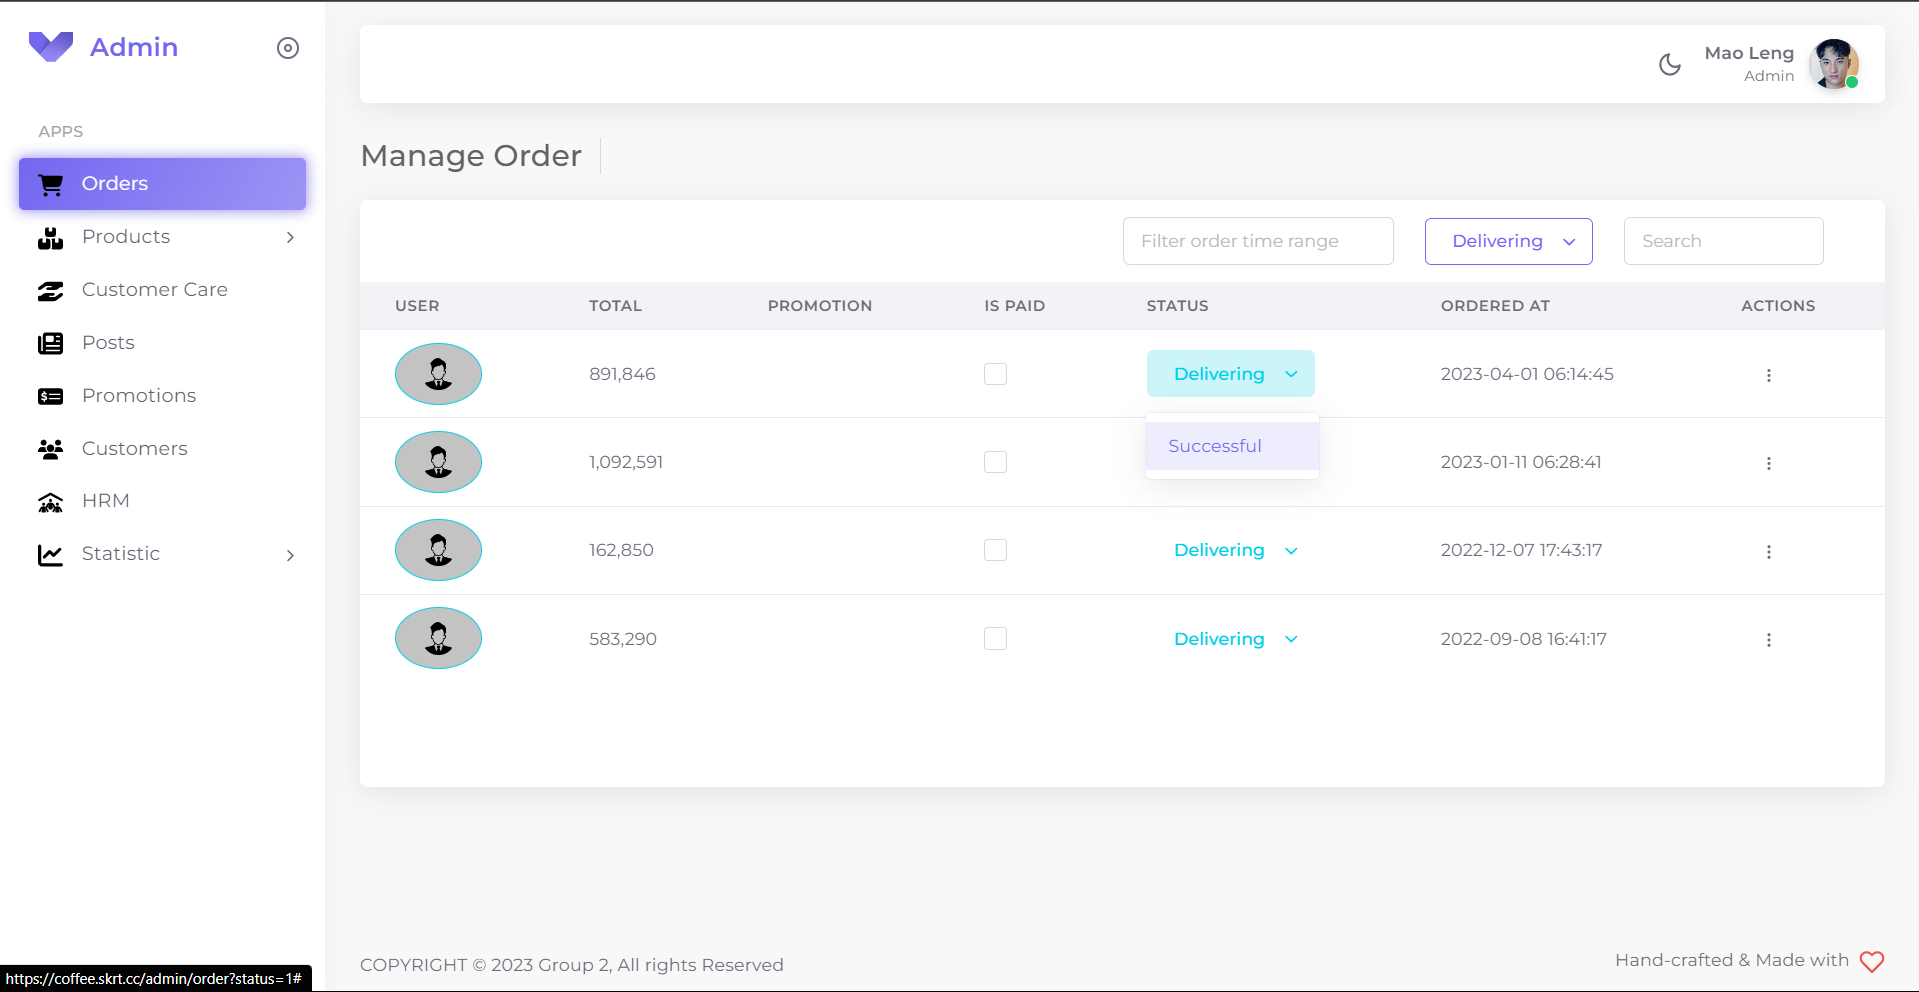 Admin
Mao Leng
Admin
APPS
Orders
Products
Customer Care
Posts
Promotions
Customers
HRM
Statistic
Manage Order
Filter order time range
Delivering
Search
USER TOTAL PROMOTION IS PAID STATUS ORDERED AT ACTIONS
891,846 Delivering 2023-04-01 06:14:45
Successful
1,092,591 2023-01-11 06:28:41
162,850 Delivering 2022-12-07 17:43:17
583,290 Delivering 2022-09-08 16:41:17
COPYRIGHT © 2023 Group 2, All rights Reserved
Hand-crafted & Made with
https://coffee.skrt.cc/admin/order?status=1#